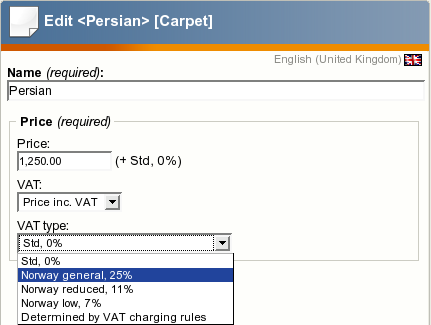 Edit <Persian> [Carpet]
English (United Kingdom)
Name (required):
Persian
Price (required)
Price:
1,250.00 (+ Std, 0%)
VAT:
Price inc. VAT
VAT type:
Std, 0%
Std, 0%
Norway general, 25%
Norway reduced, 11%
Norway low, 7%
Determined by VAT charging rules